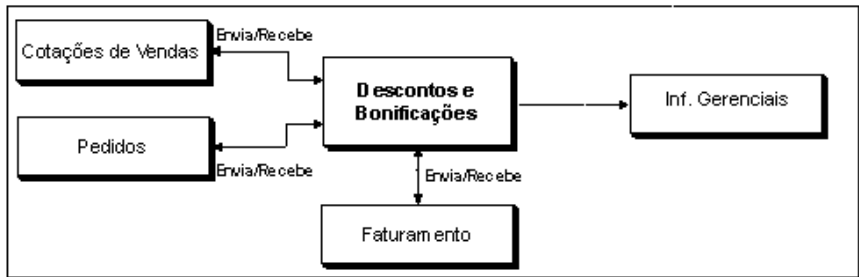 Envia/Recebe
Cotações de Vendas
Descontos e
Bonificações
Inf. Gerenciais
Pedidos
Envia/Recebe
Envia/Recebe
Faturamento